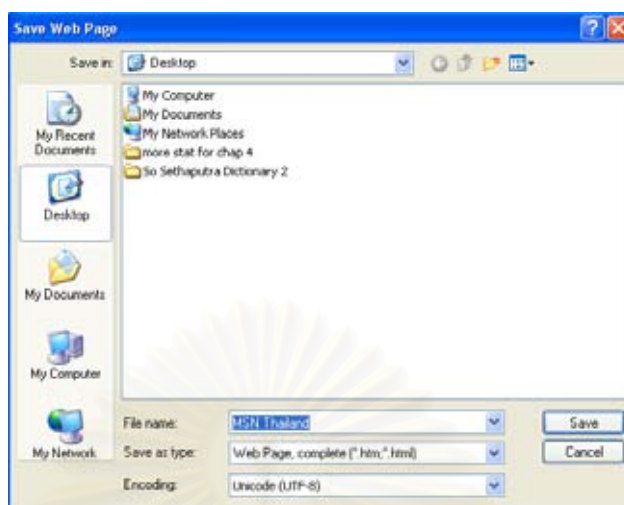 Save Web Page
Save in: Desktop
My Recent Documents
Desktop
My Documents
My Computer
My Network
My Computer
My Documents
My Network Places
more stat for chap 4
So Sethaputra Dictionary 2
File name: MSN Thailand
Save as type: Web Page, complete (*.htm,*.html)
Encoding: Unicode (UTF-8)
Save
Cancel